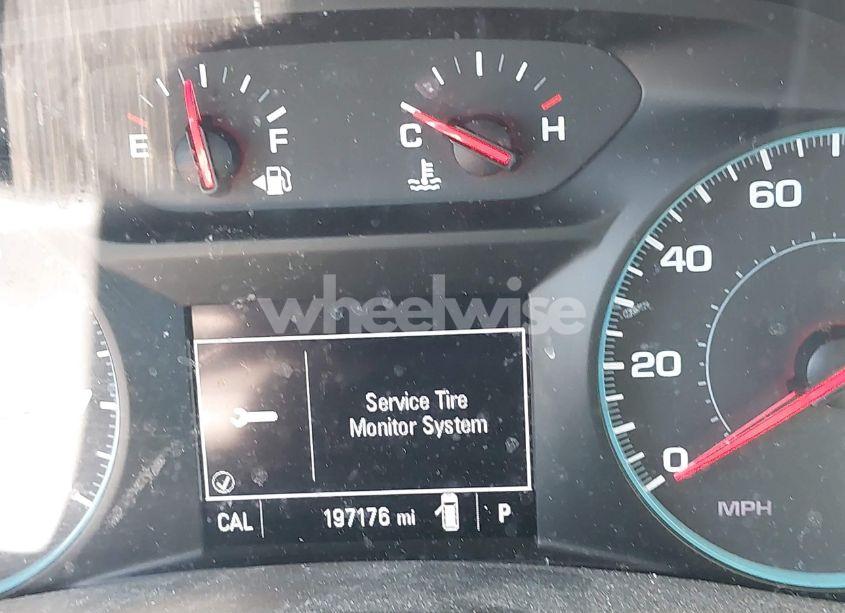 E F
C H
60
40
20
0
MPH
wheelwise
Service Tire
Monitor System
CAL 197176 mi P